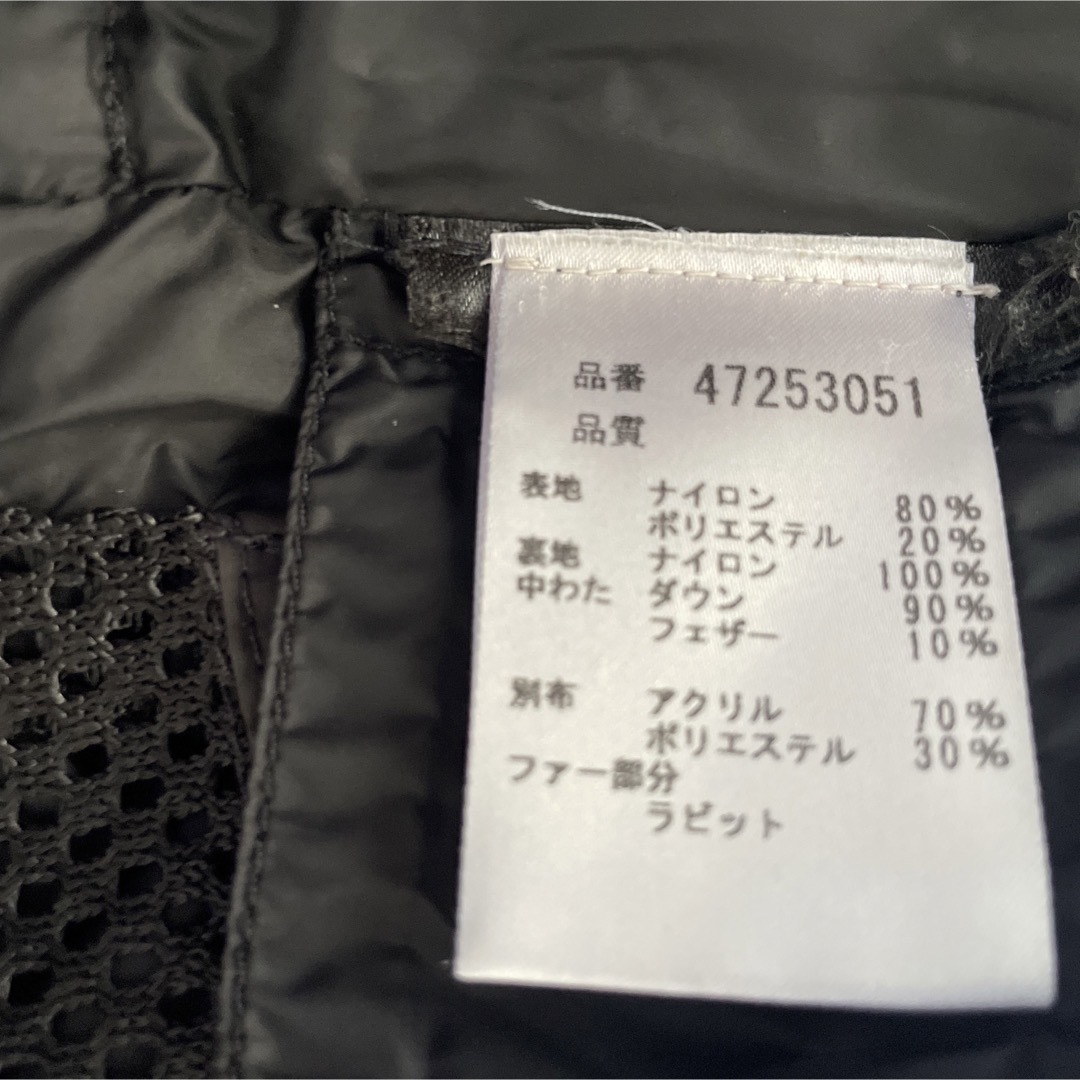 品番 47253051
品質
表地 ナイロン 80%
ポリエステル 20%
裏地 ナイロン 100%
中わた ダウン 90%
フェザー 10%
別布 アクリル 70%
ポリエステル 30%
ファー部分
ラビット